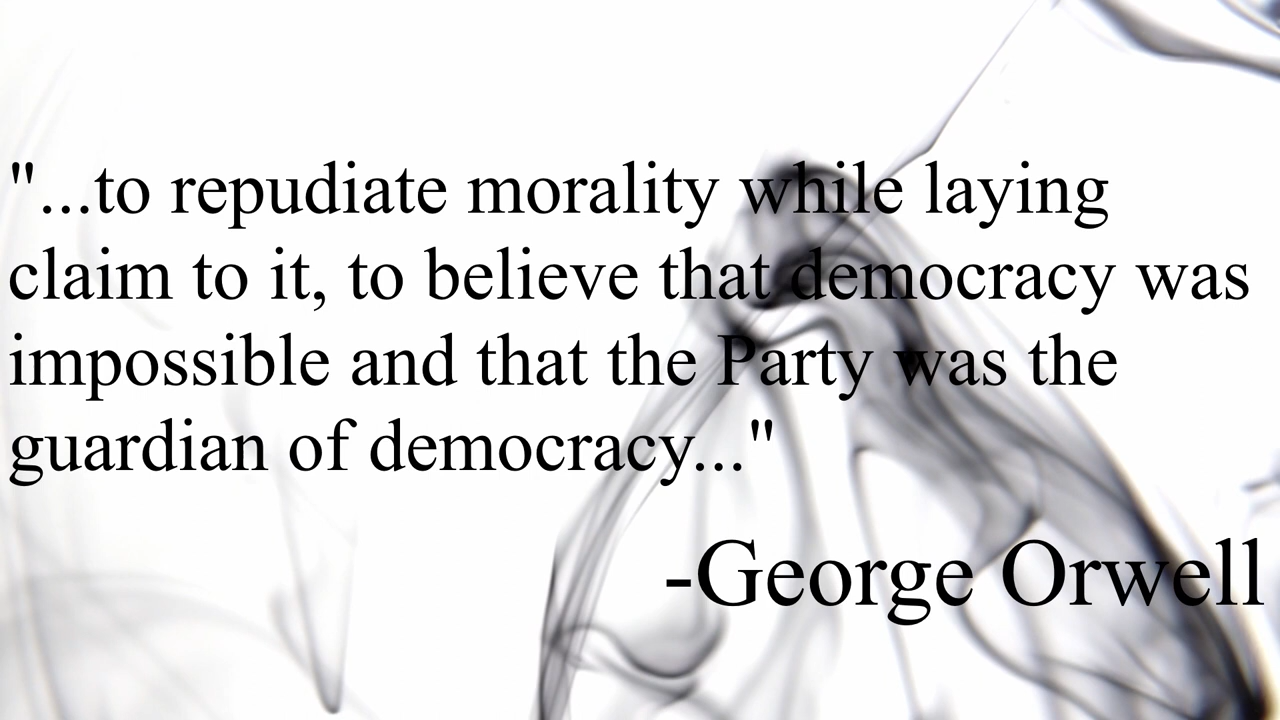 "...to repudiate morality while laying
claim to it, to believe that democracy was
impossible and that the Party was the
guardian of democracy..."
-George Orwell